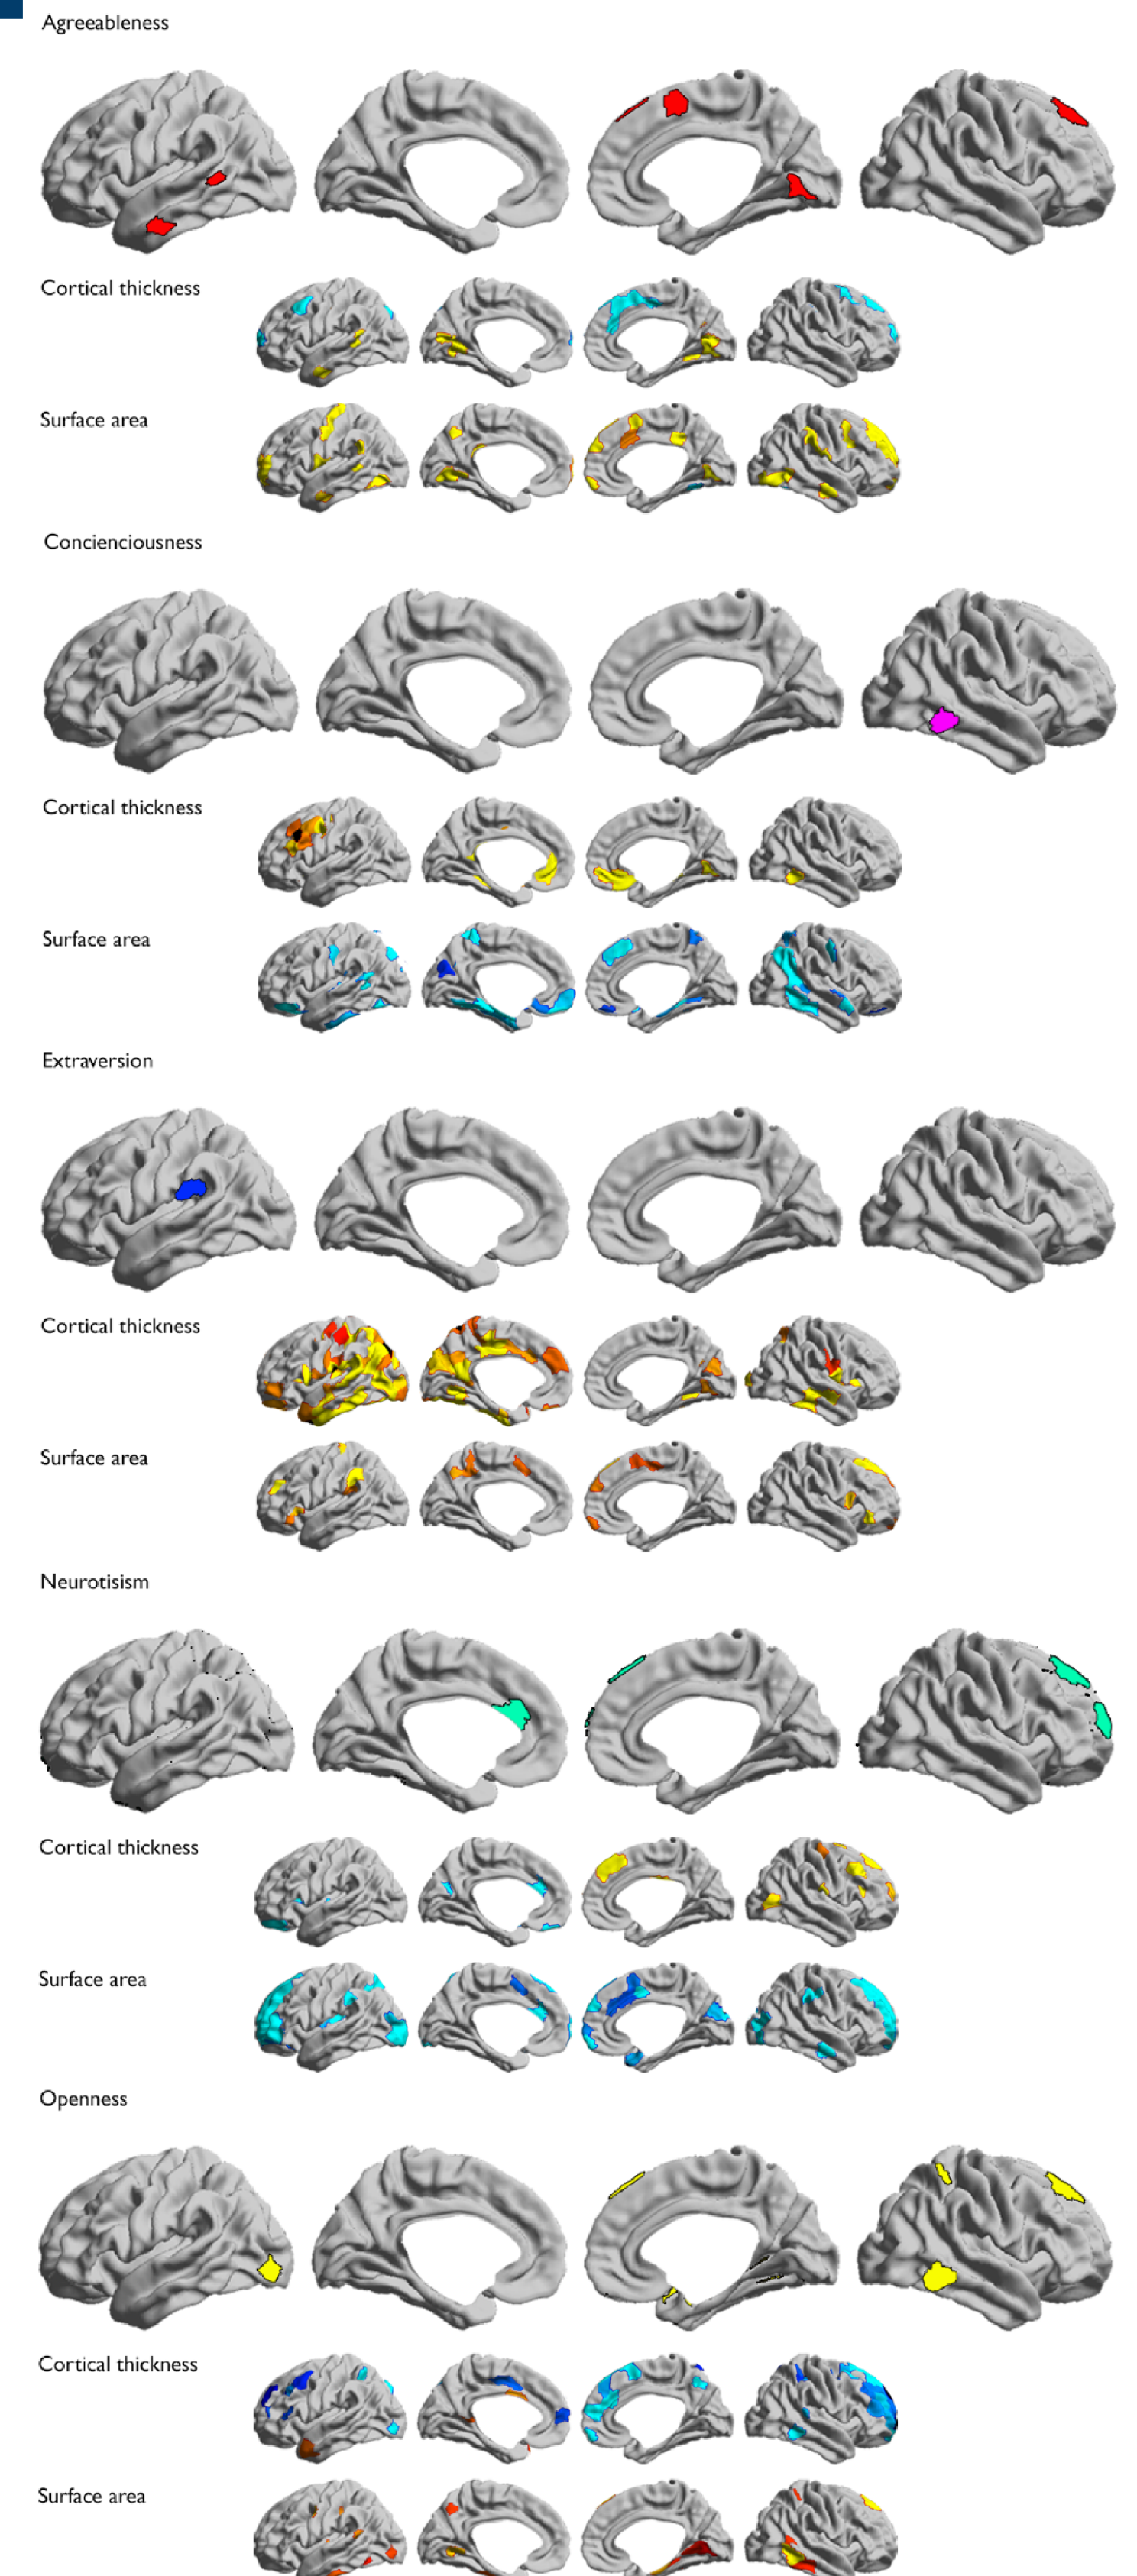 Agreeableness
Cortical thickness
Surface area
Concienciousness
Cortical thickness
Surface area
Extraversion
Cortical thickness
Surface area
Neurotisism
Cortical thickness
Surface area
Openness
Cortical thickness
Surface area